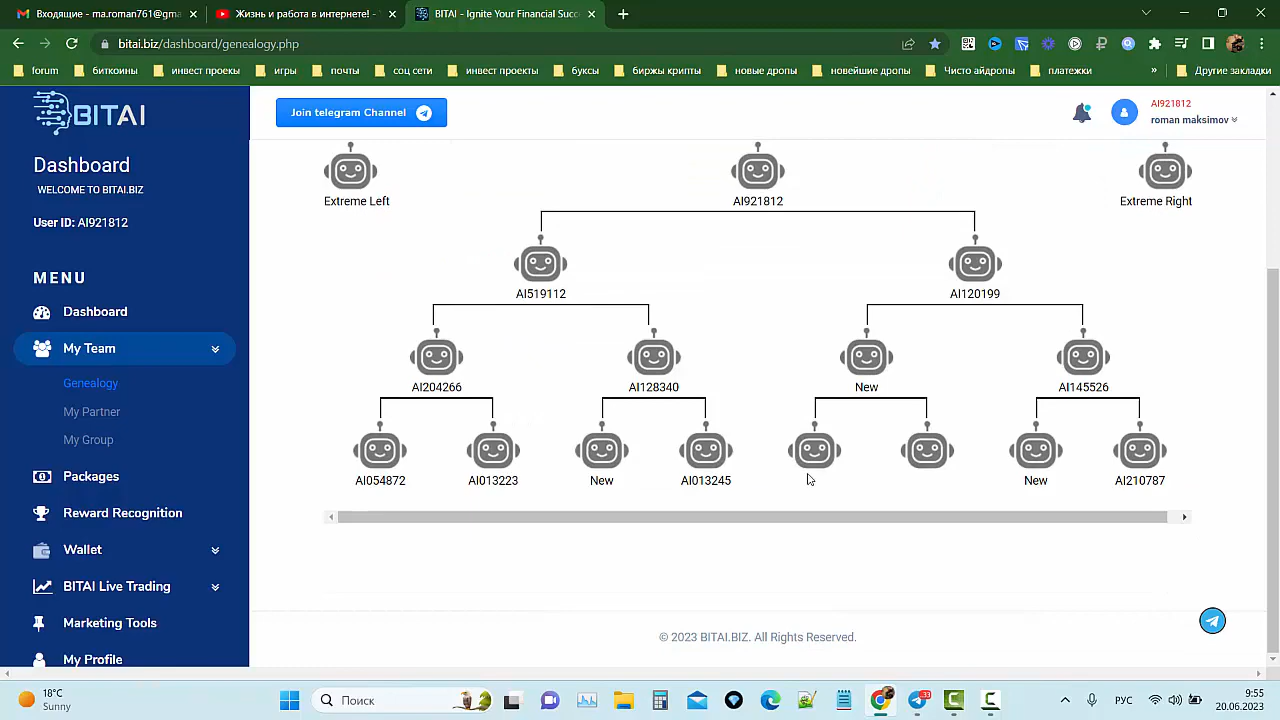 Входящие - ma.roman761@gma
Жизнь и работа в интернете! - '
BITAI - Ignite Your Financial Succ
bitai.biz/dashboard/genealogy.php
forum
биткоины
инвест проекы
игры
почты
соц сети
инвест проекты
буксы
биржы крипты
новые дропы
новейшие дропы
Чисто айдропы
платежки
»
Другие закладки
BITAI
Join telegram Channel
AI921812
roman maksimov
Dashboard
WELCOME TO BITAI.BIZ
User ID: AI921812
MENU
Dashboard
My Team
Genealogy
My Partner
My Group
Packages
Reward Recognition
Wallet
BITAI Live Trading
Marketing Tools
My Profile
Extreme Left
AI921812
Extreme Right
AI519112
AI120199
AI204266
AI128340
New
AI145526
AI054872
AI013223
New
AI013245
New
AI210787
© 2023 BITAI.BIZ. All Rights Reserved.
18°C
Sunny
Поиск
33
РУС
9:55
20.06.2023